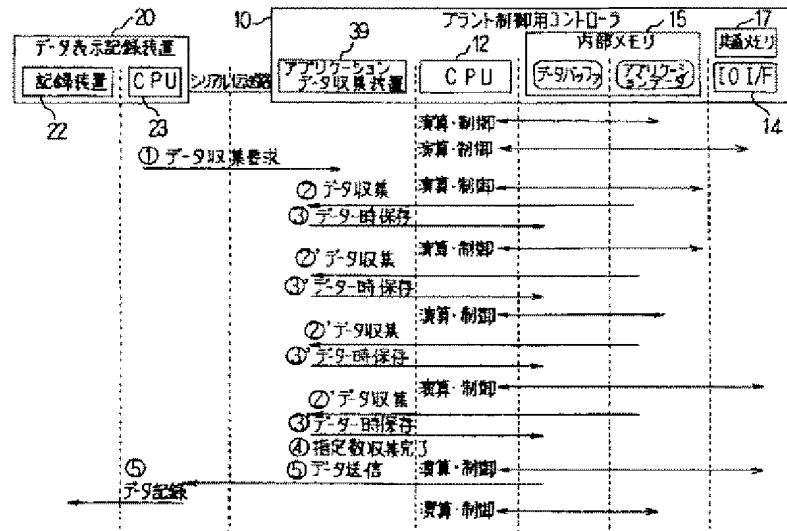 20
10
39
プラント制御用コントローラ
15
17
データ表示記録装置
12
内部メモリ
共通メモリ
記録装置
CPU
シリアル伝送路
アプリケーション
データ収集装置
CPU
データバッファ
アプリケーションデータ
IO I/F
22
23
14
演算・制御
① データ収集要求
演算・制御
② データ収集
演算・制御
③ データ一時保存
演算・制御
②' データ収集
③' データ一時保存
演算・制御
②' データ収集
③' データ一時保存
演算・制御
②' データ収集
③ データ一時保存
④ 指定数収集完了
⑤
⑤ データ送信
演算・制御
データ記録
演算・制御